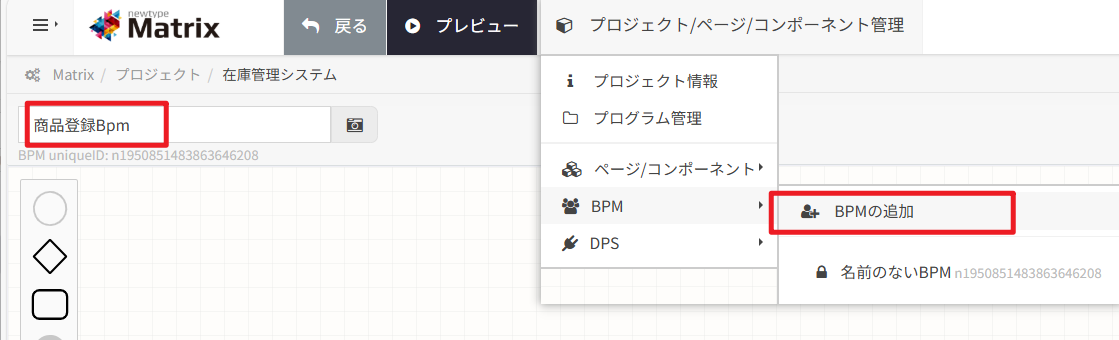 newtype
Matrix
戻る
プレビュー
プロジェクト/ページ/コンポーネント管理
Matrix / プロジェクト / 在庫管理システム
プロジェクト情報
プログラム管理
商品登録Bpm
BPM uniqueID: n1950851483863646208
ページ/コンポーネント
BPM
BPMの追加
DPS
名前のないBPM n1950851483863646208